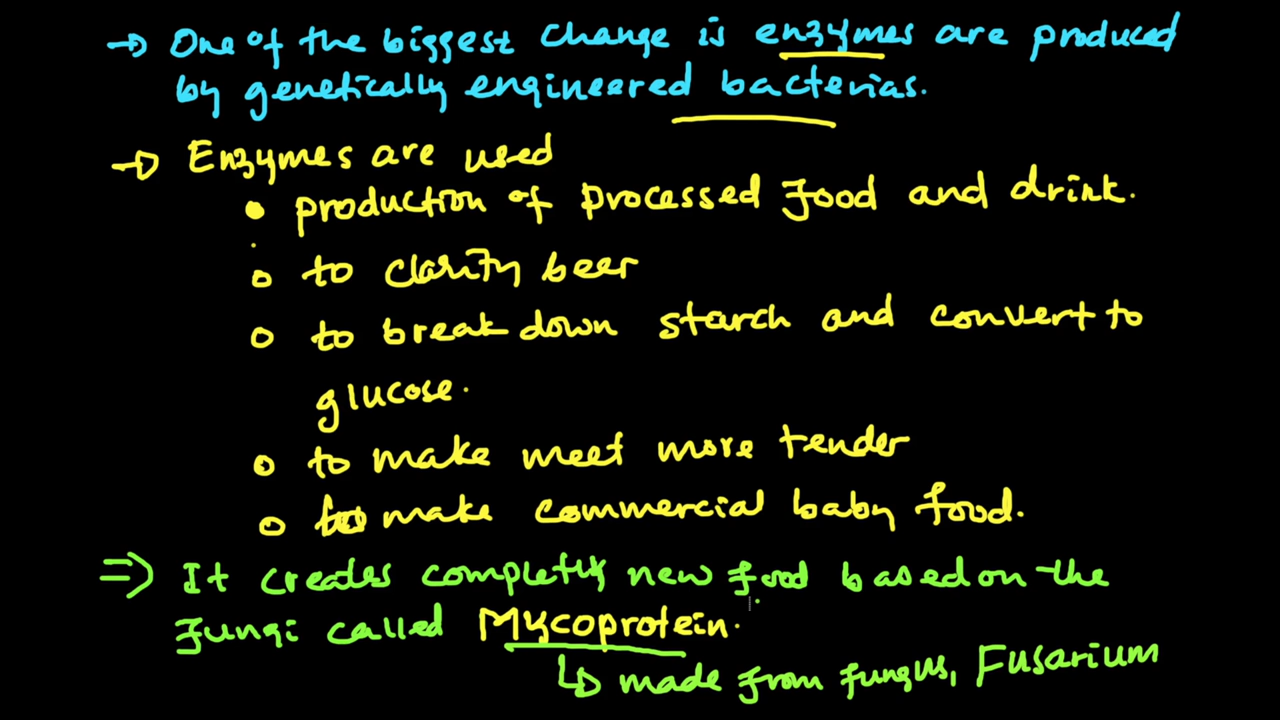 → One of the biggest change is enzymes are produced
by genetically engineered bacterias.
→ Enzymes are used
• production of processed food and drink.
• to clarity beer
• to break down starch and convert to
glucose.
• to make meet more tender
• to make commercial baby food.
⇒ It creates completely new food based on the
fungi called Mycoprotein.
↳ made from fungus, Fusarium